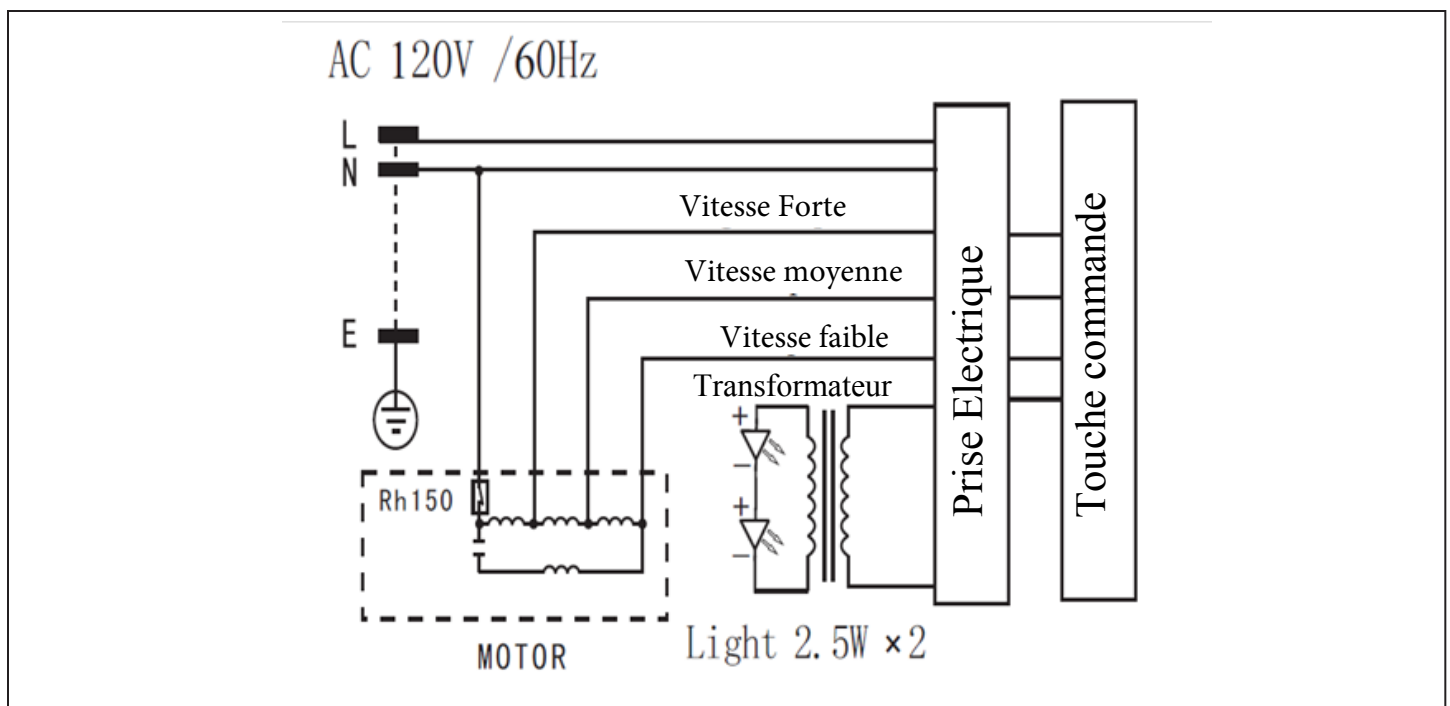 AC 120V /60Hz
L
N
Vitesse Forte
Vitesse moyenne
E
Vitesse faible
Transformateur
+
−
+
−
Rh150
MOTOR
Light 2.5W ×2
Prise Electrique
Touche commande